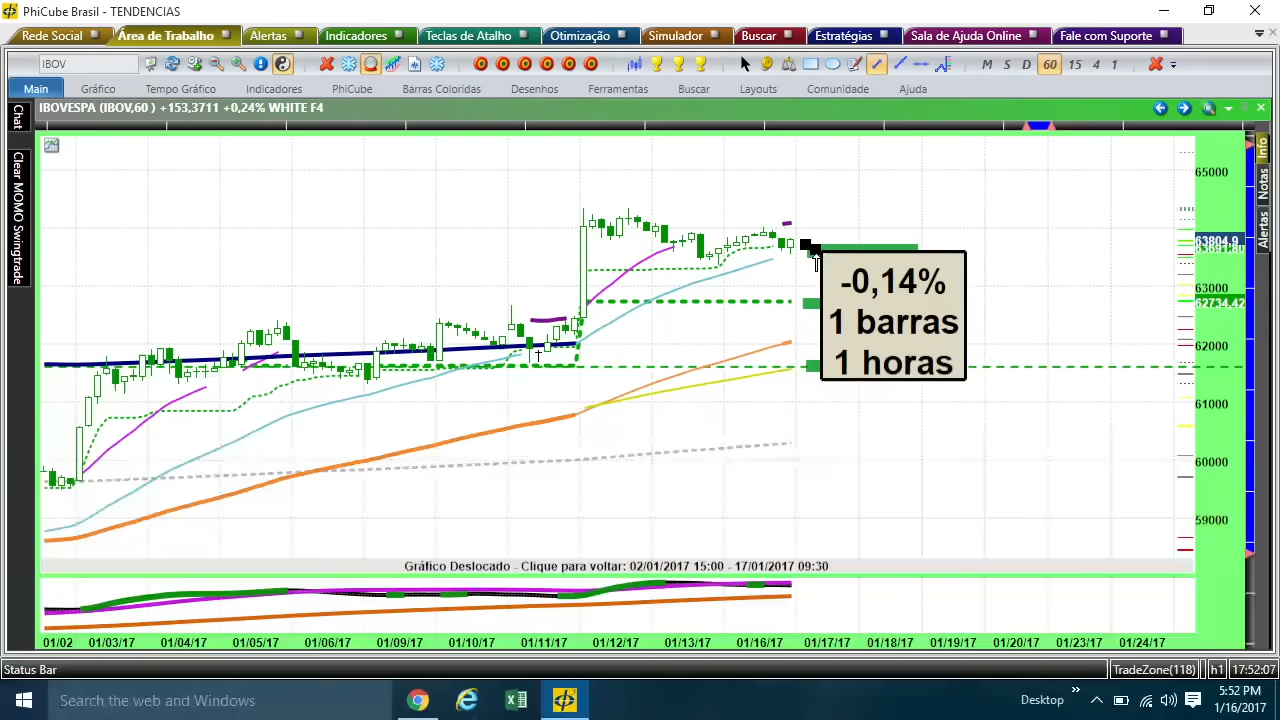 PhiCube Brasil - TENDENCIAS
Rede Social Área de Trabalho Alertas Indicadores Teclas de Atalho Otimização Simulador Buscar Estratégias Sala de Ajuda Online Fale com Suporte
IBOV M S D 60 15 4 1
Main Gráfico Tempo Gráfico Indicadores PhiCube Barras Coloridas Desenhos Ferramentas Buscar Layouts Comunidade Ajuda
IBOVESPA (IBOV,60 ) +153,3711 +0,24% WHITE F4
Chat
Clear MONO Swingtrade
Info
Notas
Alertas
65000
63804.9
63000
62734.42
62000
61000
60000
59000
-0,14%
1 barras
1 horas
Gráfico Deslocado - Clique para voltar: 02/01/2017 15:00 - 17/01/2017 09:30
01/02 01/03/17 01/04/17 01/05/17 01/06/17 01/09/17 01/10/17 01/11/17 01/12/17 01/13/17 01/16/17 01/17/17 01/18/17 01/19/17 01/20/17 01/23/17 01/24/17
Status Bar TradeZone(118) h1 17:52:07
Search the web and Windows
Desktop
5:52 PM
1/16/2017